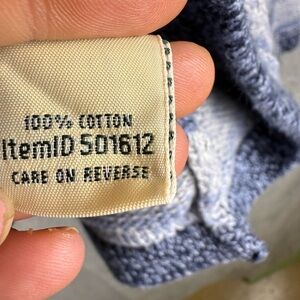 100% COTTON
ItemID 501612
CARE ON REVERSE